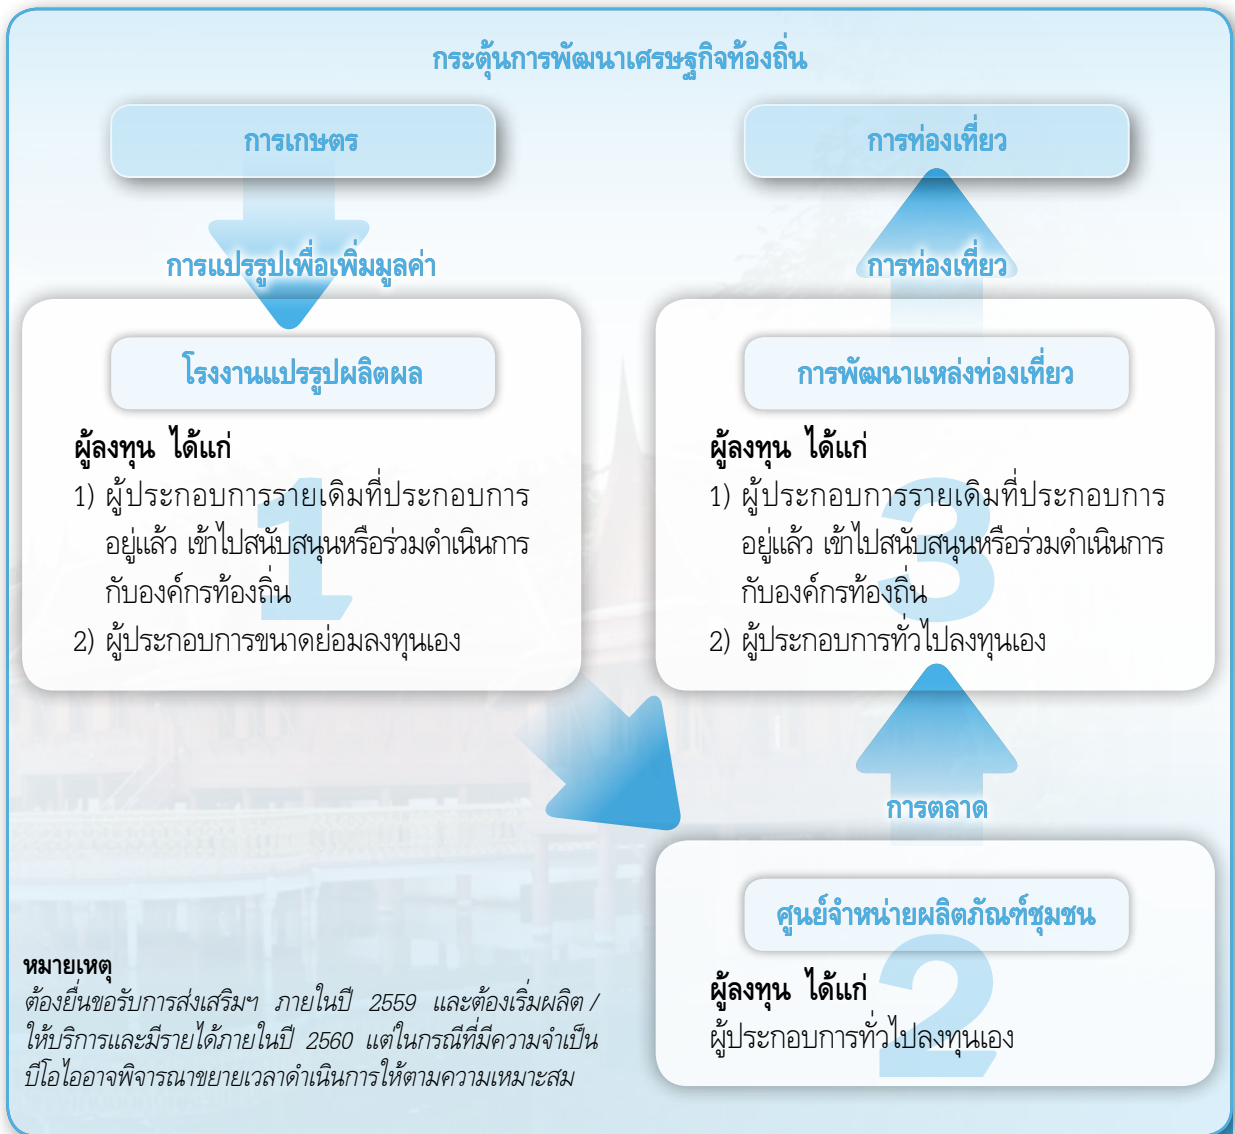 กระตุ้นการพัฒนาเศรษฐกิจท้องถิ่น
การเกษตร
การแปรรูปเพื่อเพิ่มมูลค่า
โรงงานแปรรูปผลิตผล
ผู้ลงทุน ได้แก่
1) ผู้ประกอบการรายเดิมที่ประกอบการ
อยู่แล้ว เข้าไปสนับสนุนหรือร่วมดำเนินการ
กับองค์กรท้องถิ่น
2) ผู้ประกอบการขนาดย่อมลงทุนเอง
1
การท่องเที่ยว
การท่องเที่ยว
การพัฒนาแหล่งท่องเที่ยว
ผู้ลงทุน ได้แก่
1) ผู้ประกอบการรายเดิมที่ประกอบการ
อยู่แล้ว เข้าไปสนับสนุนหรือร่วมดำเนินการ
กับองค์กรท้องถิ่น
2) ผู้ประกอบการทั่วไปลงทุนเอง
3
การตลาด
ศูนย์จำหน่ายผลิตภัณฑ์ชุมชน
ผู้ลงทุน ได้แก่
ผู้ประกอบการทั่วไปลงทุนเอง
2
หมายเหตุ
ต้องยื่นขอรับการส่งเสริมฯ ภายในปี 2559 และต้องเริ่มผลิต /
ให้บริการและมีรายได้ภายในปี 2560 แต่ในกรณีที่มีความจำเป็น
บีโอไออาจพิจารณาขยายเวลาดำเนินการให้ตามความเหมาะสม